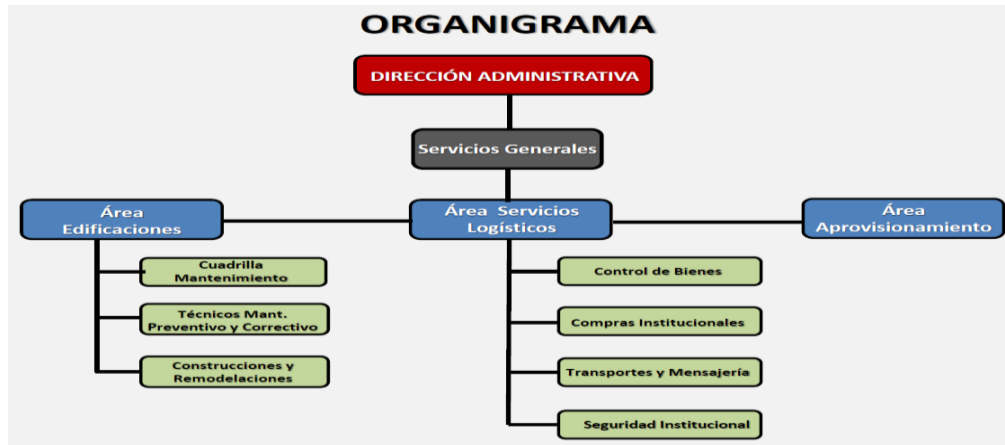 ORGANIGRAMA
DIRECCIÓN ADMINISTRATIVA
Servicios Generales
Área
Edificaciones
Área Servicios
Logísticos
Área
Aprovisionamiento
Cuadrilla
Mantenimiento
Técnicos Mant.
Preventivo y Correctivo
Construcciones y
Remodelaciones
Control de Bienes
Compras Institucionales
Transportes y Mensajería
Seguridad Institucional